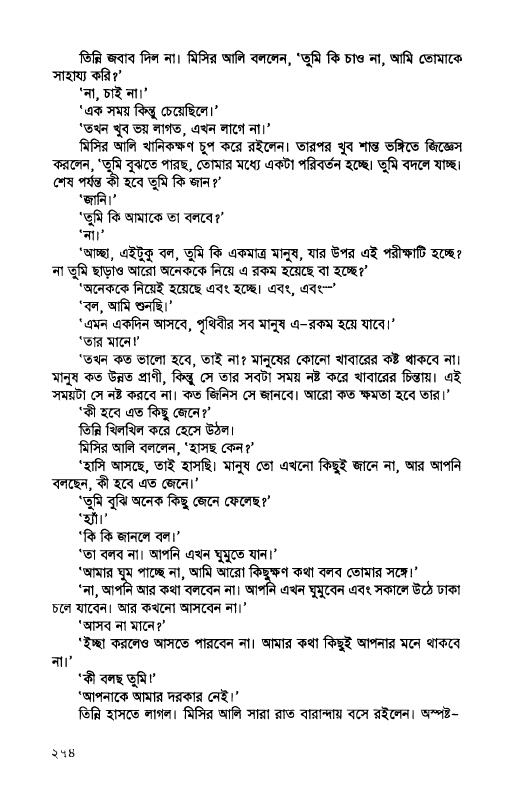 তিন্নি জবাব দিল না। মিসির আলি বললেন, ‘তুমি কি চাও না, আমি তোমাকে
সাহায্য করি?’
‘না, চাই না।’
‘এক সময় কিন্তু চেয়েছিলে।’
‘তখন খুব ভয় লাগত, এখন লাগে না।’
মিসির আলি খানিকক্ষণ চুপ করে রইলেন। তারপর খুব শান্ত ভঙ্গিতে জিজ্ঞেস
করলেন, ‘তুমি বুঝতে পারছ, তোমার মধ্যে একটা পরিবর্তন হচ্ছে। তুমি বদলে যাচ্ছ।
শেষ পর্যন্ত কী হবে তুমি কি জান?’
‘জানি।’
‘তুমি কি আমাকে তা বলবে?’
‘না।’
‘আচ্ছা, এইটুকু বল, তুমি কি একমাত্র মানুষ, যার উপর এই পরীক্ষাটি হচ্ছে?
না তুমি ছাড়াও আরো অনেককে নিয়ে এ রকম হয়েছে বা হচ্ছে?’
‘অনেককে নিয়েই হয়েছে এবং হচ্ছে। এবং, এবং—’
‘বল, আমি শুনছি।’
‘এমন একদিন আসবে, পৃথিবীর সব মানুষ এ-রকম হয়ে যাবে।’
‘তার মানে!’
‘তখন কত ভালো হবে, তাই না? মানুষের কোনো খাবারের কষ্ট থাকবে না।
মানুষ কত উন্নত প্রাণী, কিন্তু সে তার সবটা সময় নষ্ট করে খাবারের চিন্তায়। এই
সময়টা সে নষ্ট করবে না। কত জিনিস সে জানবে। আরো কত ক্ষমতা হবে তার।’
‘কী হবে এত কিছু জেনে?’
তিন্নি খিলখিল করে হেসে উঠল।
মিসির আলি বললেন, ‘হাসছ কেন?’
‘হাসি আসছে, তাই হাসছি। মানুষ তো এখনো কিছুই জানে না, আর আপনি
বলছেন, কী হবে এত জেনে।’
‘তুমি বুঝি অনেক কিছু জেনে ফেলেছ?’
‘হ্যাঁ।’
‘কি কি জানলে বল।’
‘তা বলব না। আপনি এখন ঘুমুতে যান।’
‘আমার ঘুম পাচ্ছে না, আমি আরো কিছুক্ষণ কথা বলব তোমার সঙ্গে।’
‘না, আপনি আর কথা বলবেন না। আপনি এখন ঘুমুবেন এবং সকালে উঠে ঢাকা
চলে যাবেন। আর কখনো আসবেন না।’
‘আসব না মানে?’
‘ইচ্ছা করলেও আসতে পারবেন না। আমার কথা কিছুই আপনার মনে থাকবে
না।’
‘কী বলছ তুমি!’
‘আপনাকে আমার দরকার নেই।’
তিন্নি হাসতে লাগল। মিসির আলি সারা রাত বারান্দায় বসে রইলেন। অস্পষ্ট-
২৭৪